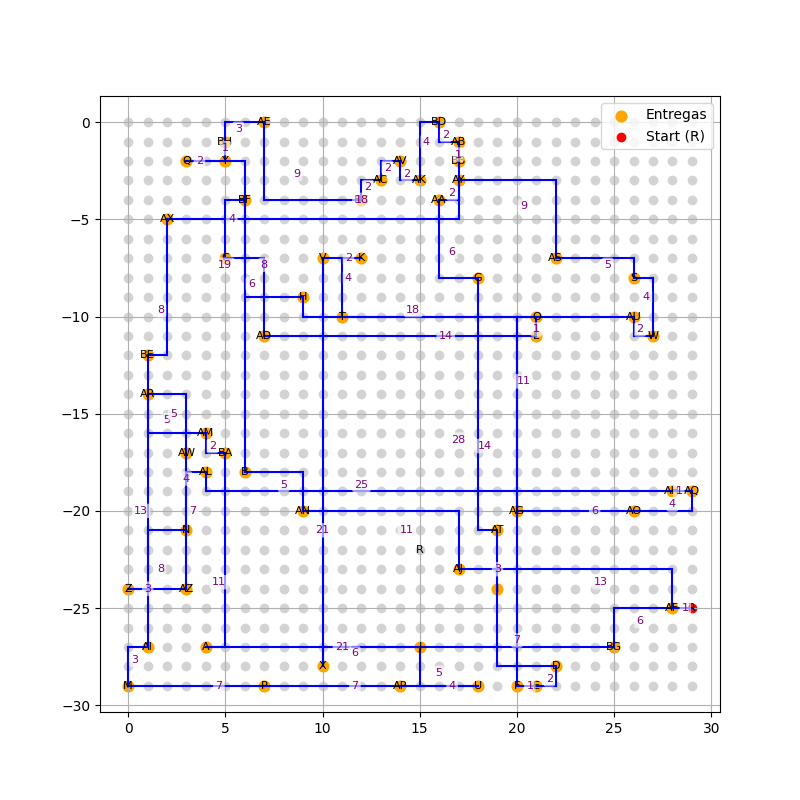 Entregas
Start (R)
0
−5
−10
−15
−20
−25
−30
0
5
10
15
20
25
30
AE
BD
3
BH
4
2
AB
1
1
2
AV
2
9
2
AC
2
AK
AY
BF
18
AA
2
9
AX
4
C
V
2
K
6
AS
5
19
8
4
S
G
6
H
4
8
18
T
AU
AD
14
1
2
W
BE
11
AR
5
5
AM
2
28
14
AW
BA
4
AL
B
5
25
1
AQ
13
7
AN
AG
6
AO
4
N
21
11
AT
R
8
3
AJ
Z
3
AZ
11
13
AF
6
AI
A
21
6
7
BG
3
X
5
D
2
M
7
P
7
AP
4
U